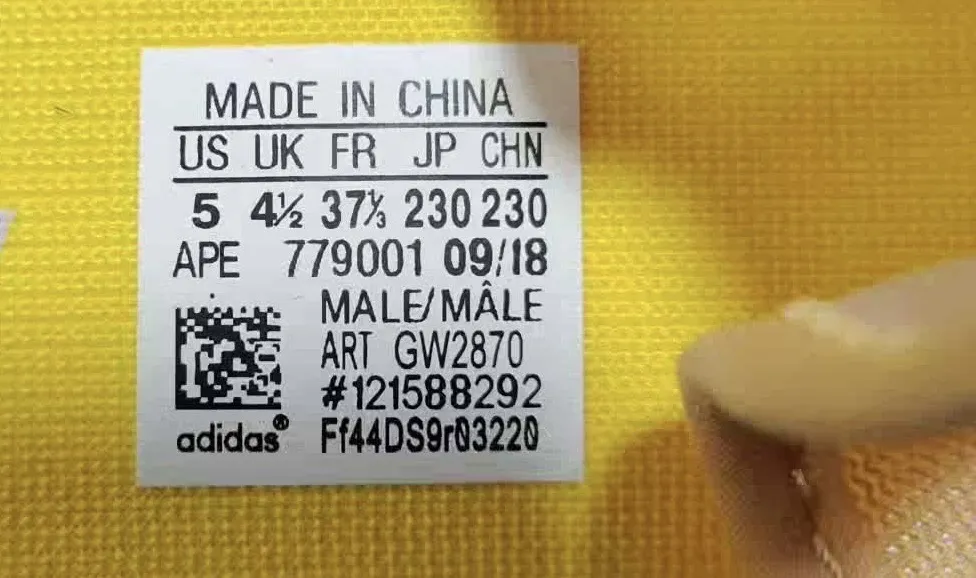 MADE IN CHINA
US UK FR JP CHN
5 4½ 37⅓ 230 230
APE 779001 09/18
MALE/MÂLE
ART GW2870
#121588292
adidas® Ff44DS9r03220